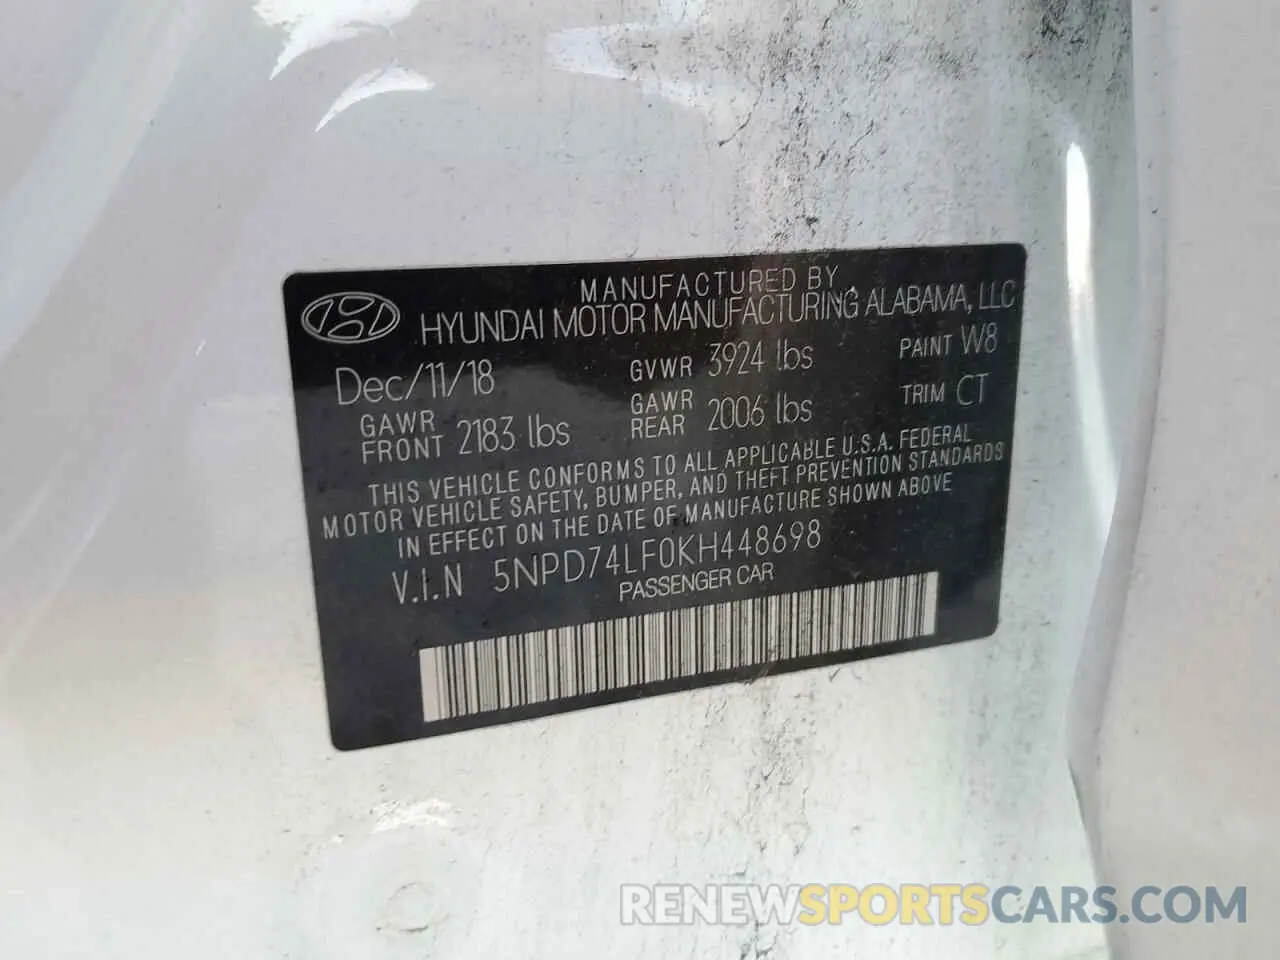 MANUFACTURED BY
HYUNDAI MOTOR MANUFACTURING ALABAMA, LLC
Dec/11/18 GVWR 3924 lbs PAINT W8
GAWR FRONT 2183 lbs GAWR REAR 2006 lbs TRIM CT
THIS VEHICLE CONFORMS TO ALL APPLICABLE U.S.A. FEDERAL
MOTOR VEHICLE SAFETY, BUMPER, AND THEFT PREVENTION STANDARDS
IN EFFECT ON THE DATE OF MANUFACTURE SHOWN ABOVE
V.I.N 5NPD74LF0KH448698
PASSENGER CAR
RENEWSPORTSCARS.COM